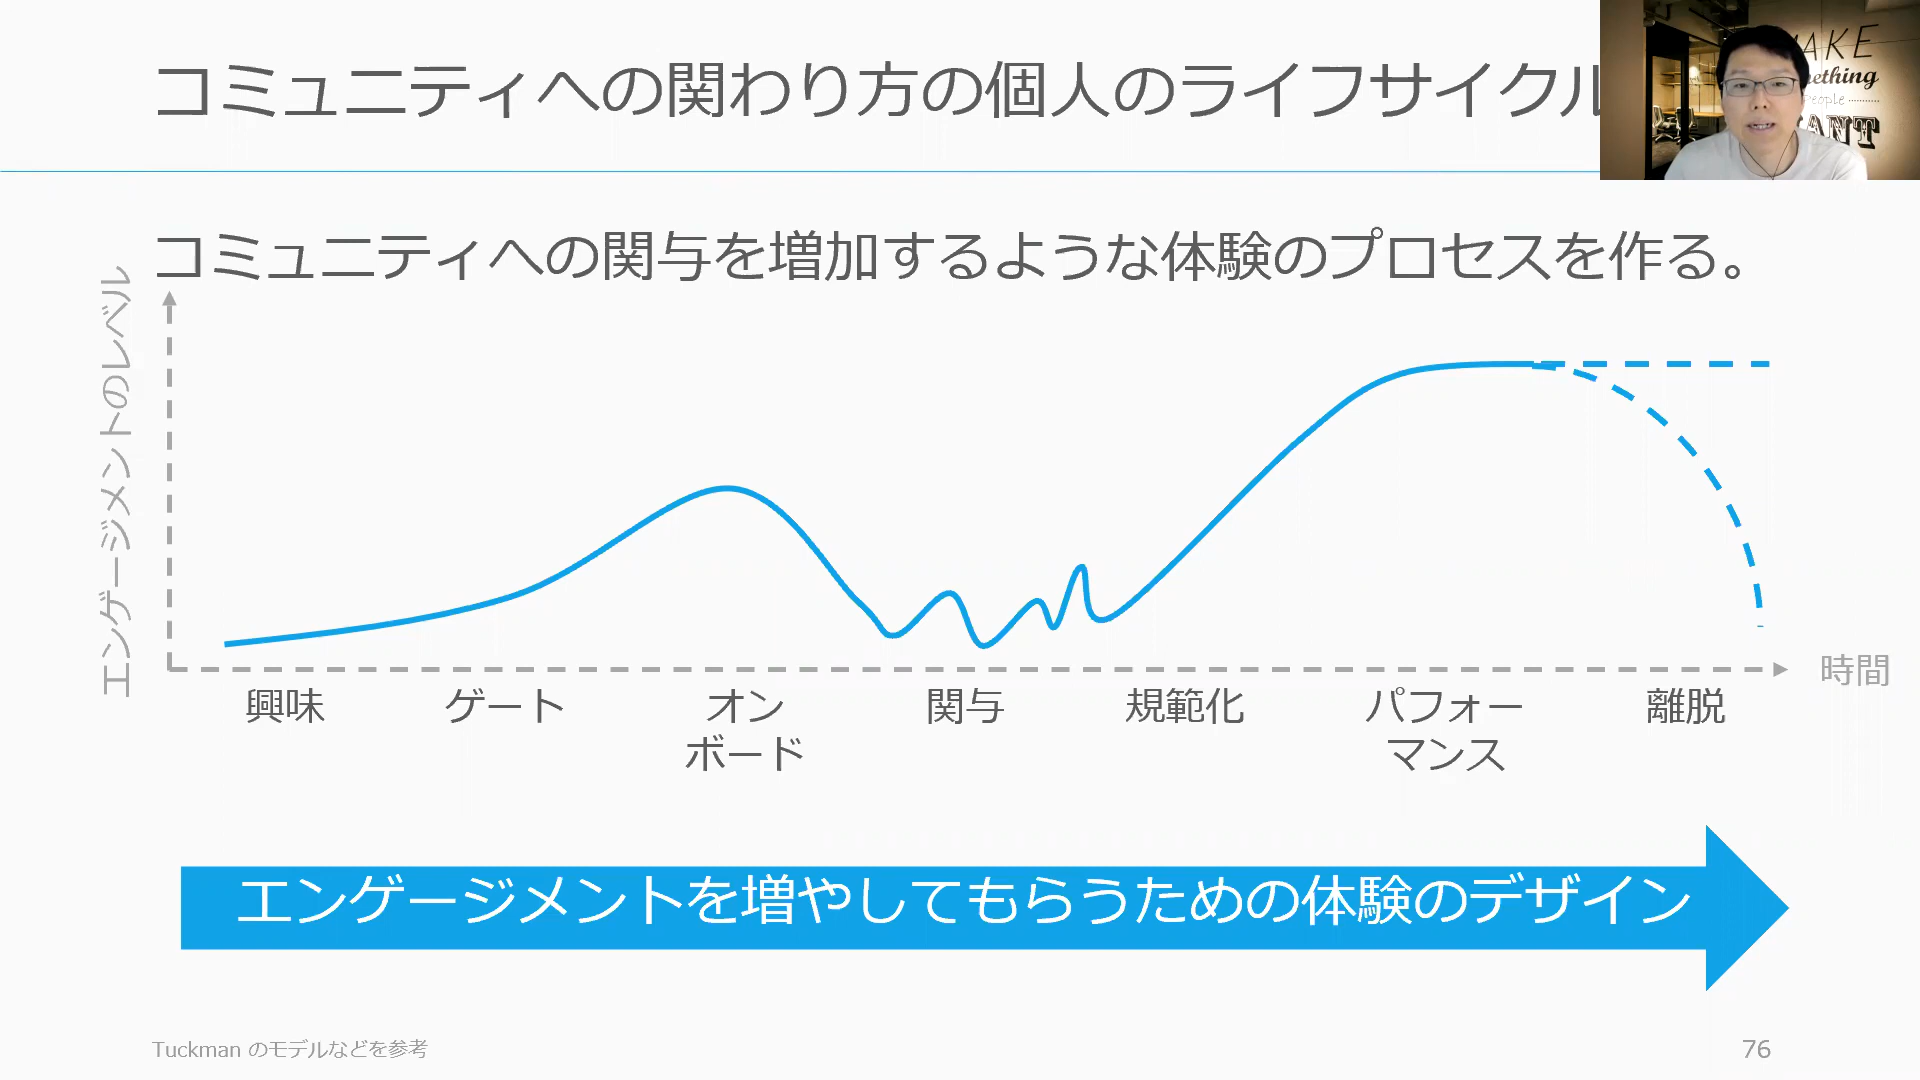 コミュニティへの関わり方の個人のライフサイクル
MAKE
something
people
WANT
コミュニティへの関与を増加するような体験のプロセスを作る。
エンゲージメントのレベル
時間
興味
ゲート
オン
ボード
関与
規範化
パフォー
マンス
離脱
エンゲージメントを増やしてもらうための体験のデザイン
Tuckman のモデルなどを参考
76